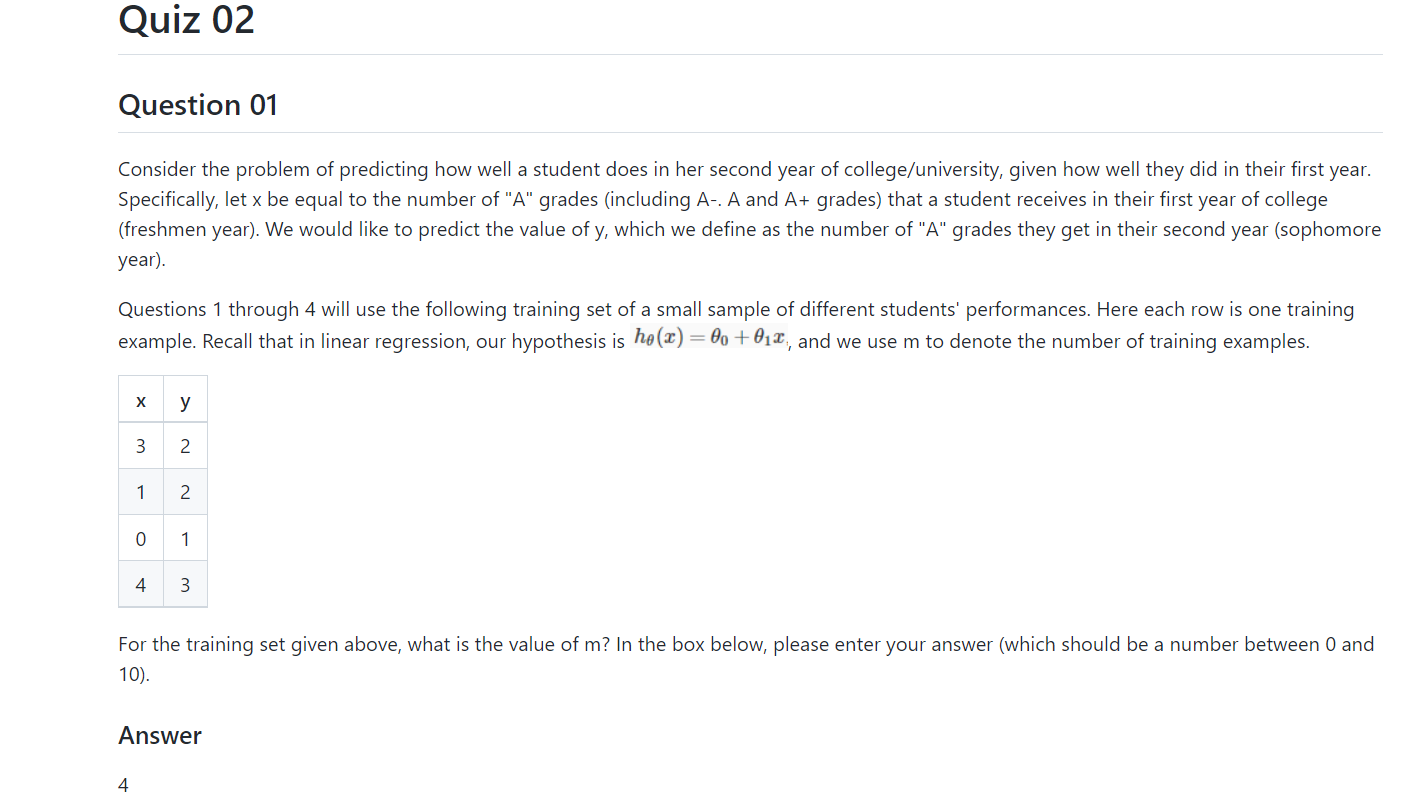 Quiz 02
Question 01
Consider the problem of predicting how well a student does in her second year of college/university, given how well they did in their first year.
Specifically, let x be equal to the number of "A" grades (including A-. A and A+ grades) that a student receives in their first year of college
(freshmen year). We would like to predict the value of y, which we define as the number of "A" grades they get in their second year (sophomore
year).
Questions 1 through 4 will use the following training set of a small sample of different students' performances. Here each row is one training
example. Recall that in linear regression, our hypothesis is hθ(x) = θ0 + θ1x, and we use m to denote the number of training examples.
x y
3 2
1 2
0 1
4 3
For the training set given above, what is the value of m? In the box below, please enter your answer (which should be a number between 0 and
10).
Answer
4